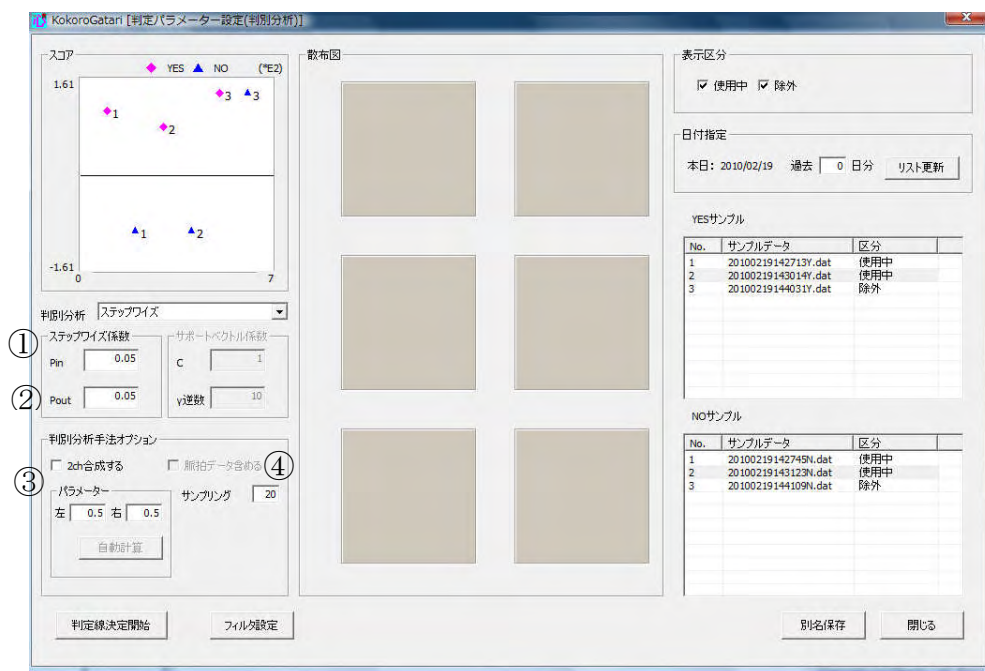 KokoroGatari [判定パラメーター設定(判別分析)]
スコア
YES NO (*E2)
1.61
1
2
3
3
1
2
-1.61
0 7
判別分析 ステップワイズ
① ステップワイズ係数
Pin 0.05
② Pout 0.05
サポートベクトル係数
C 1
γ逆数 10
判別分析手法オプション
2ch合成する
脈拍データ含める ④
③ パラメーター
左 0.5 右 0.5
自動計算
サンプリング 20
判定線決定開始
フィルタ設定
散布図
表示区分
使用中 除外
日付指定
本日: 2010/02/19 過去 0 日分 リスト更新
YESサンプル
No. サンプルデータ 区分
1 20100219142713Y.dat 使用中
2 20100219143014Y.dat 使用中
3 20100219144031Y.dat 除外
NOサンプル
No. サンプルデータ 区分
1 20100219142745N.dat 使用中
2 20100219143123N.dat 使用中
3 20100219144109N.dat 除外
別名保存
閉じる